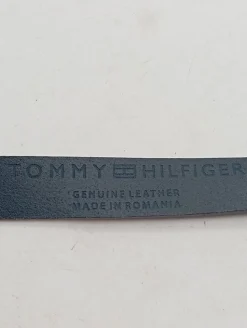 TOMMY HILFIGER
GENUINE LEATHER
MADE IN ROMANIA